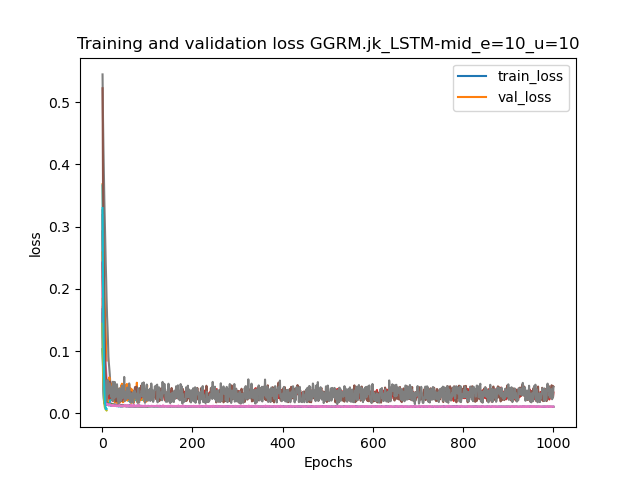 Training and validation loss GGRM.jk_LSTM-mid_e=10_u=10
train_loss
val_loss
0.5
0.4
0.3
0.2
0.1
0.0
loss
0
200
400
600
800
1000
Epochs